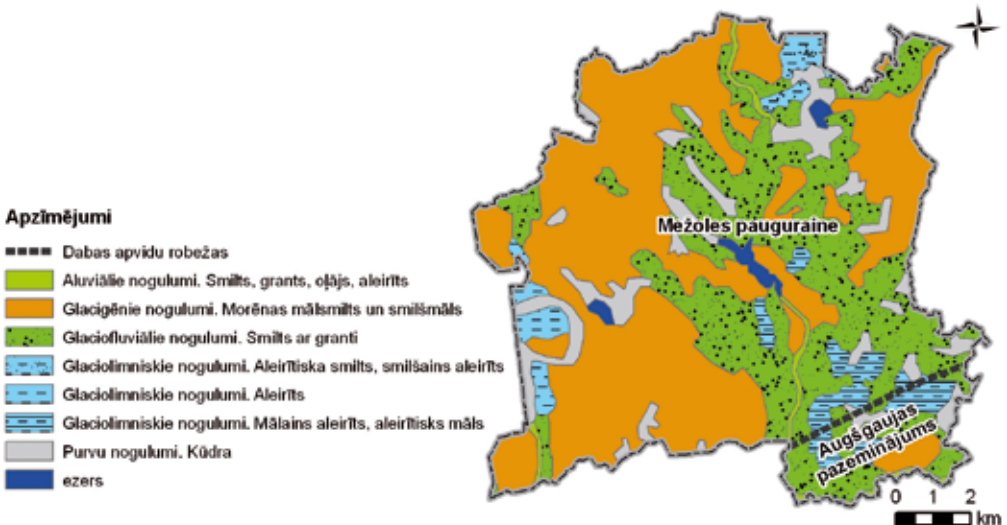 Apzīmējumi
Dabas apvidu robežas
Aluviālie nogulumi. Smilts, grants, oļājs, aleirīts
Glacigēnie nogulumi. Morēnas mālsmilts un smilšmāls
Glaciofluviālie nogulumi. Smilts ar granti
Glaciolimniskie nogulumi. Aleirītiska smilts, smilšains aleirīts
Glaciolimniskie nogulumi. Aleirīts
Glaciolimniskie nogulumi. Mālains aleirīts, aleirītisks māls
Purvu nogulumi. Kūdra
ezers
Mežoles pauguraine
Augšgaujas
pazeminājums
0 1 2
km